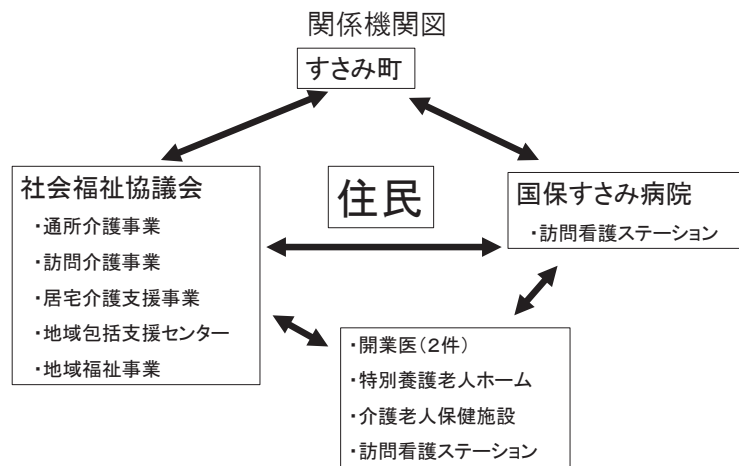 関係機関図
すさみ町
社会福祉協議会
・通所介護事業
・訪問介護事業
・居宅介護支援事業
・地域包括支援センター
・地域福祉事業
住民
国保すさみ病院
・訪問看護ステーション
・開業医(2件)
・特別養護老人ホーム
・介護老人保健施設
・訪問看護ステーション